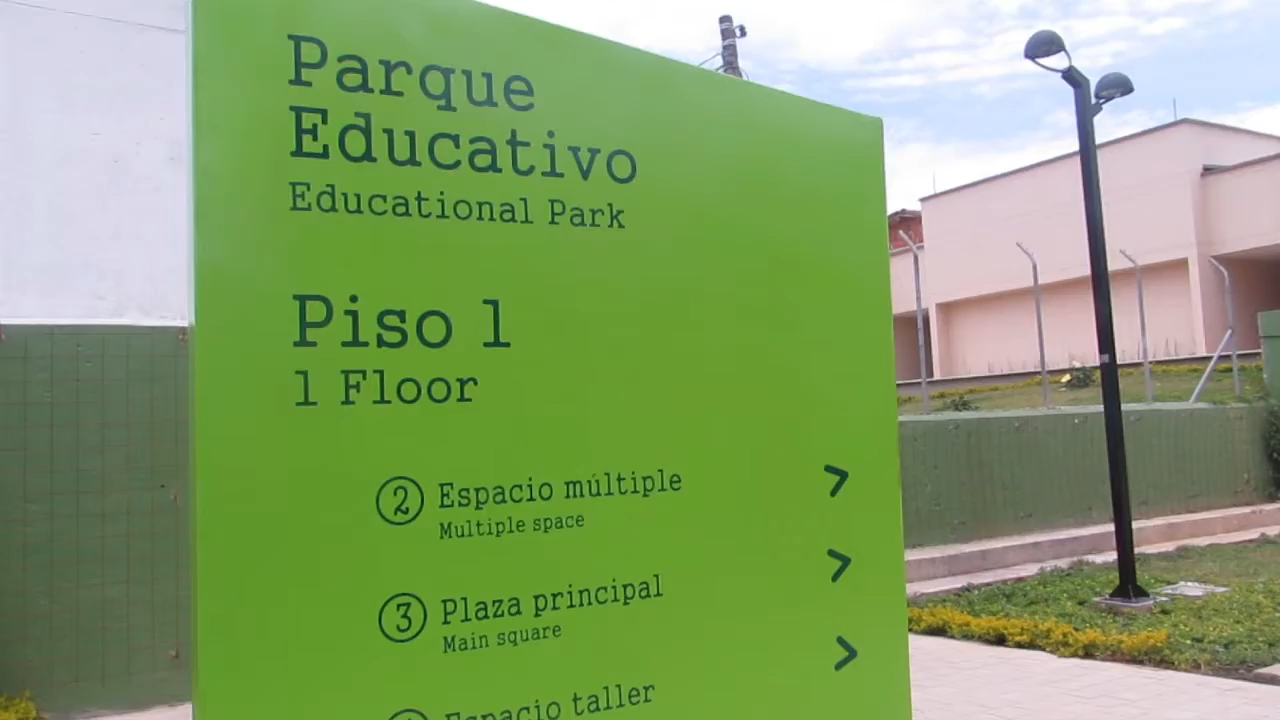 Parque
Educativo
Educational Park
Piso 1
1 Floor
2 Espacio múltiple >
Multiple space
3 Plaza principal >
Main square
Espacio taller >